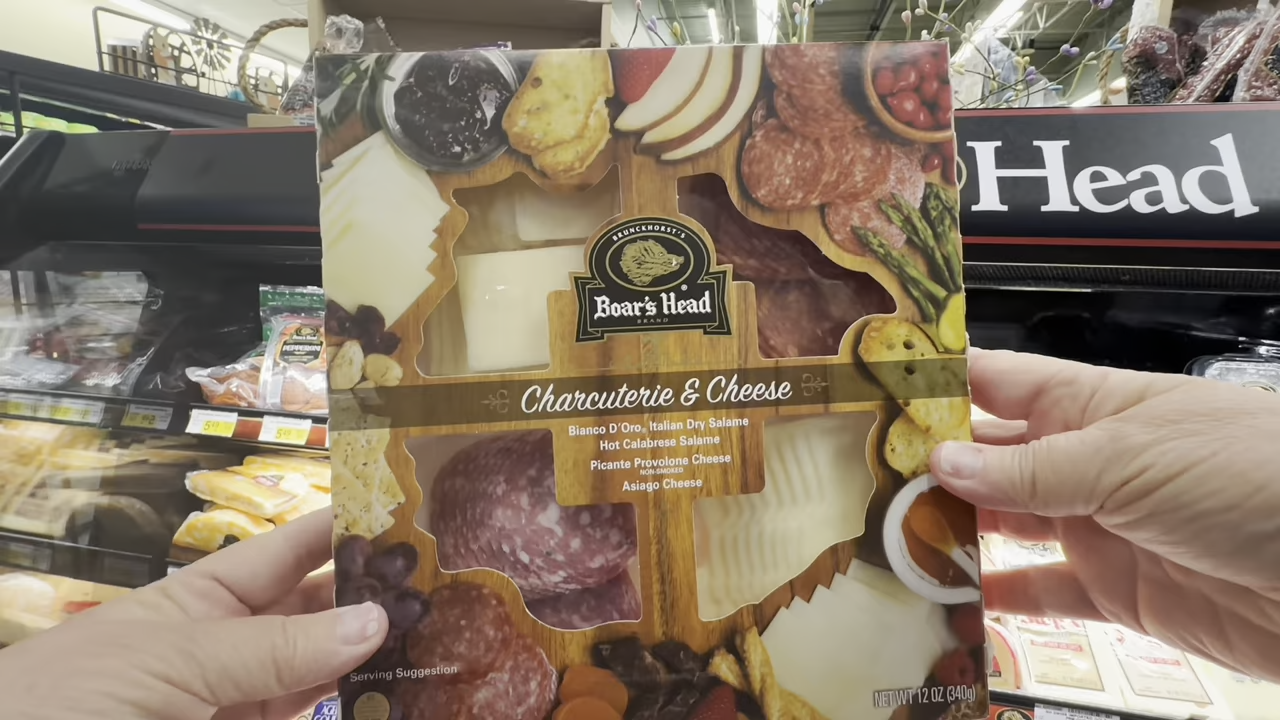 Head
BRUNCKHORST'S
Boar's Head
BRAND
PEPPERONI
Charcuterie & Cheese
Bianco D'Oro, Italian Dry Salame
Hot Calabrese Salame
Picante Provolone Cheese
NON-SMOKED
Asiago Cheese
Serving Suggestion
NET WT 12 OZ (340g)